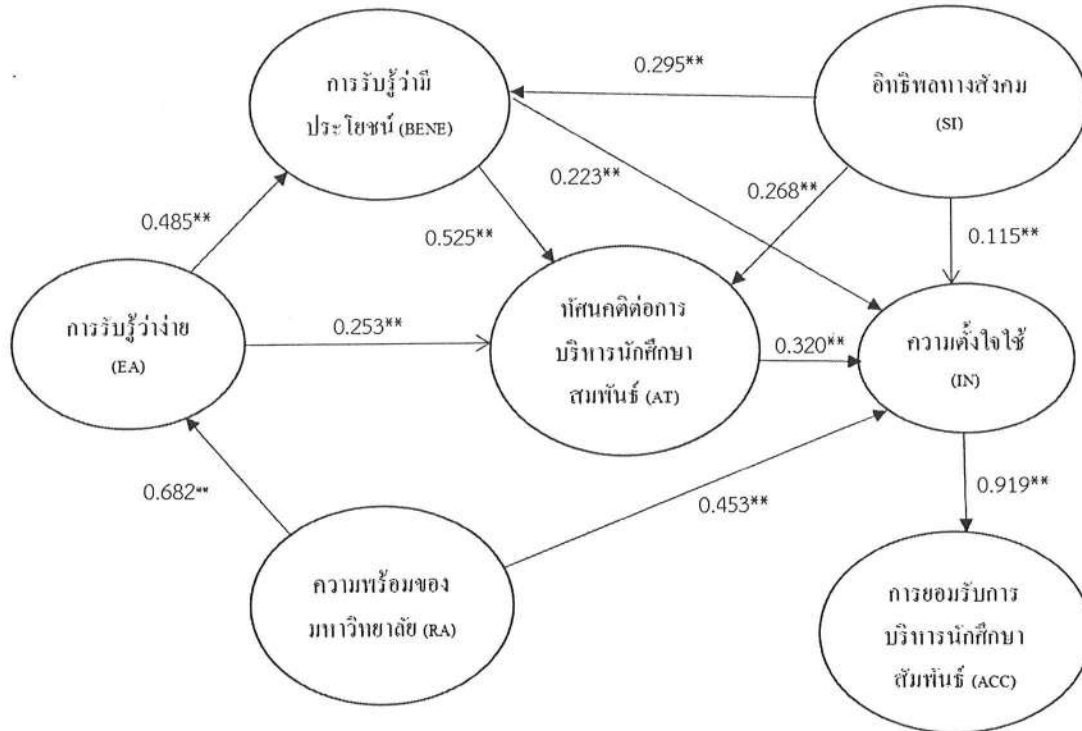 การรับรู้ว่ามี
ประโยชน์ (BENE)
0.295**
อิทธิพลทางสังคม
(SI)
0.485**
0.525**
0.223**
0.268**
0.115**
การรับรู้ว่าง่าย
(EA)
0.253**
ทัศนคติต่อการ
บริหารนักศึกษา
สมพันธ์ (AT)
0.320**
ความตั้งใจใช้
(IN)
0.682**
0.453**
0.919**
ความพร้อมของ
มหาวิทยาลัย (RA)
การยอมรับการ
บริหารนักศึกษา
สัมพันธ์ (ACC)